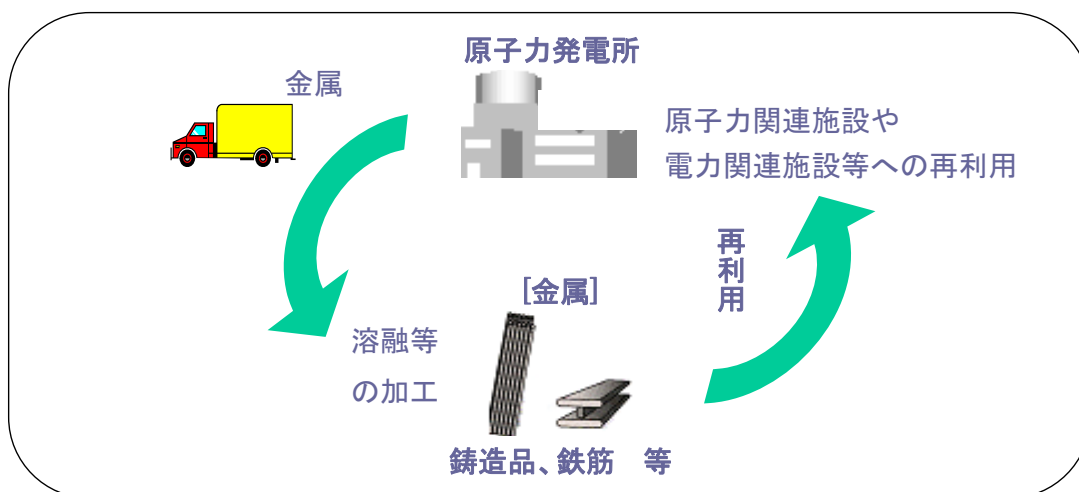 原子力発電所
金属
原子力関連施設や
電力関連施設等への再利用
再利用
[金属]
溶融等
の加工
鋳造品、鉄筋　等